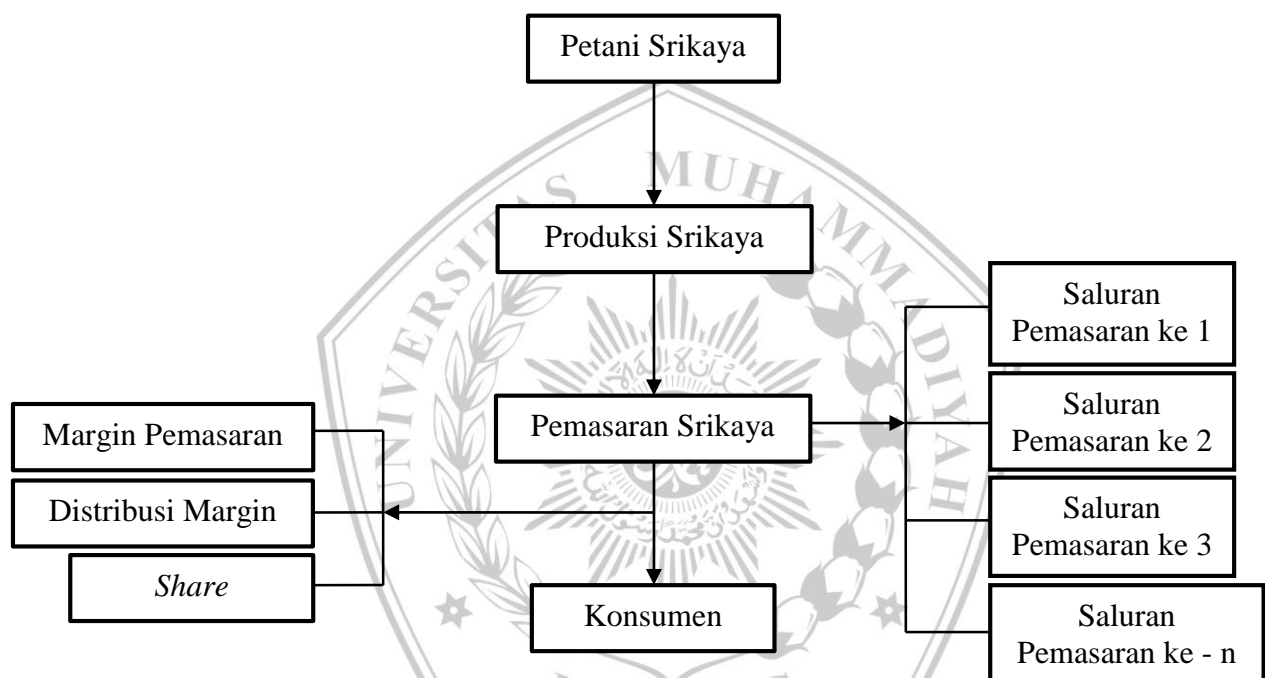 Petani Srikaya
UNIVERSITAS MUHAMMADIYAH
Produksi Srikaya
Saluran
Pemasaran ke 1
Pemasaran Srikaya
Saluran
Pemasaran ke 2
Margin Pemasaran
Distribusi Margin
Share
Saluran
Pemasaran ke 3
Konsumen
Saluran
Pemasaran ke - n